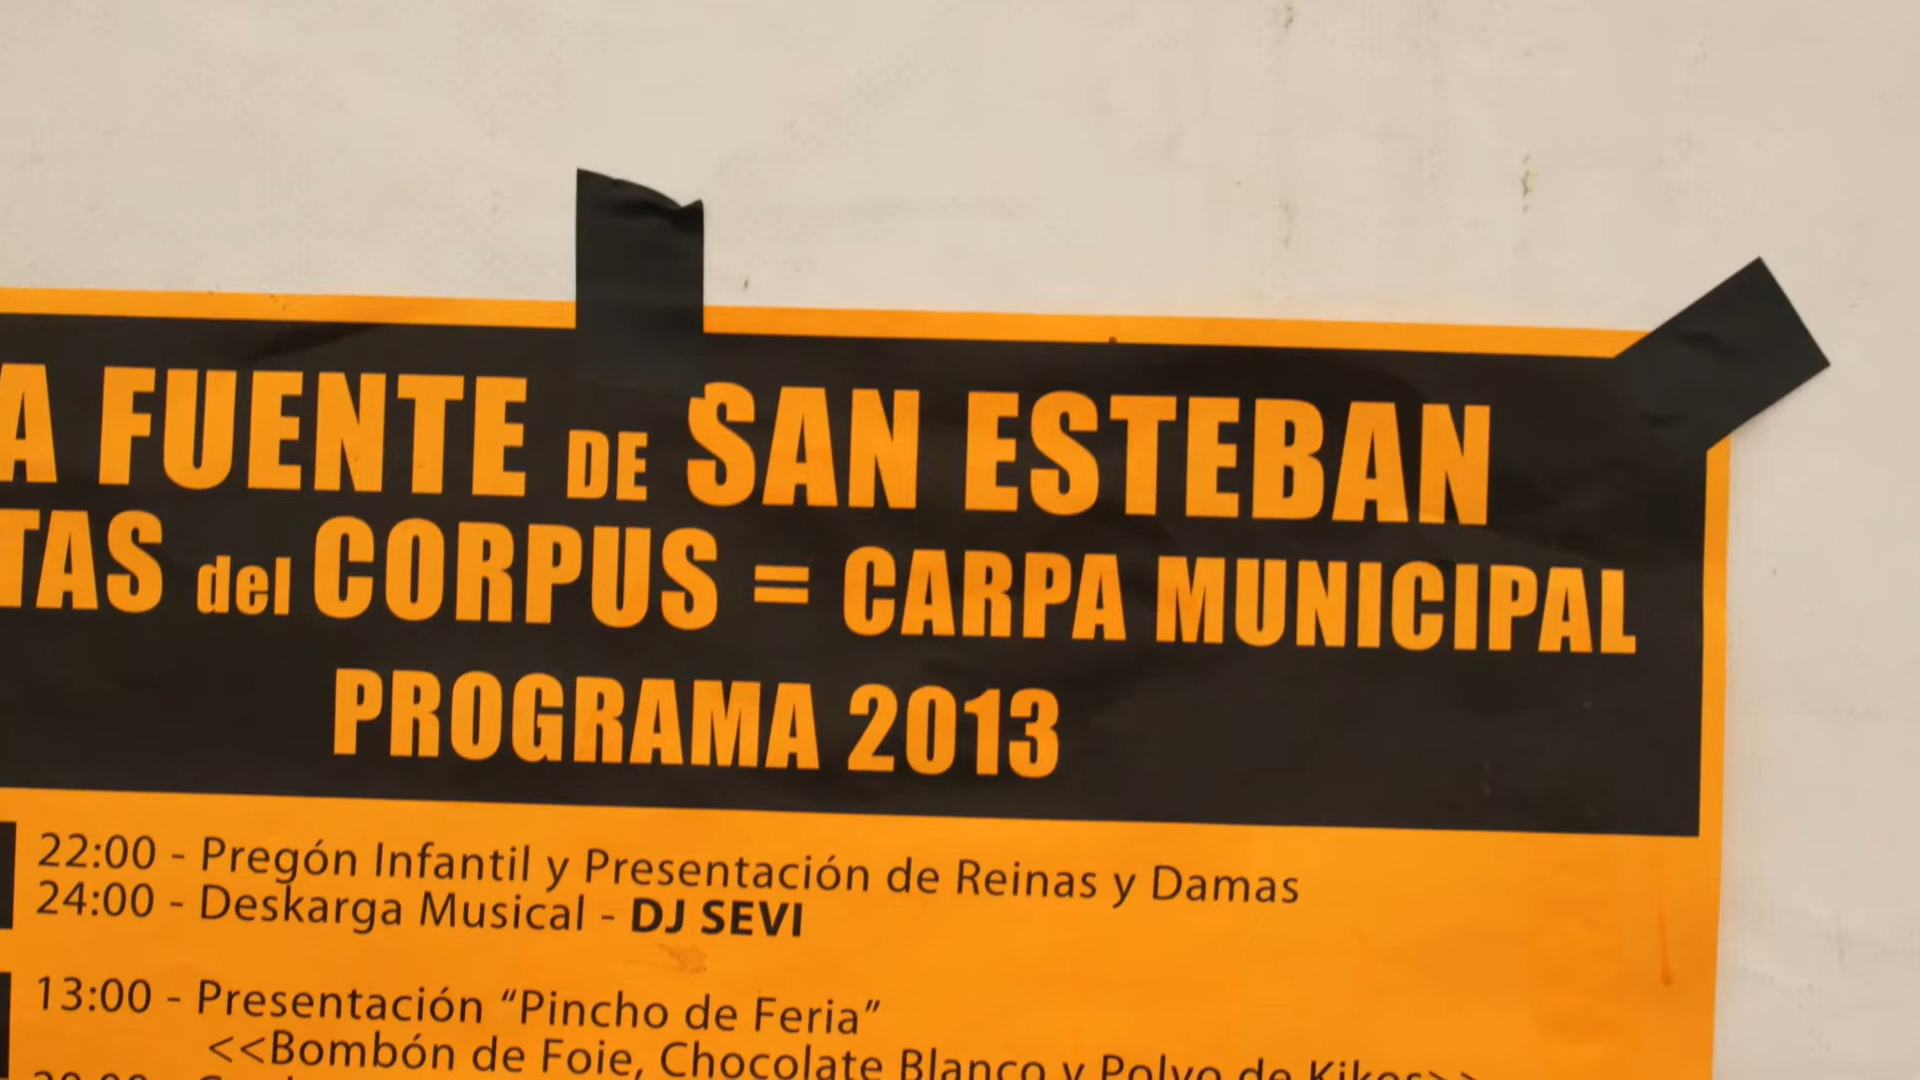 A FUENTE DE SAN ESTEBAN
TAS del CORPUS = CARPA MUNICIPAL
PROGRAMA 2013
22:00 - Pregón Infantil y Presentación de Reinas y Damas
24:00 - Deskarga Musical - DJ SEVI
13:00 - Presentación “Pincho de Feria”
<<Bombón de Foie, Chocolate Blanco y Polvo de Kikos>>